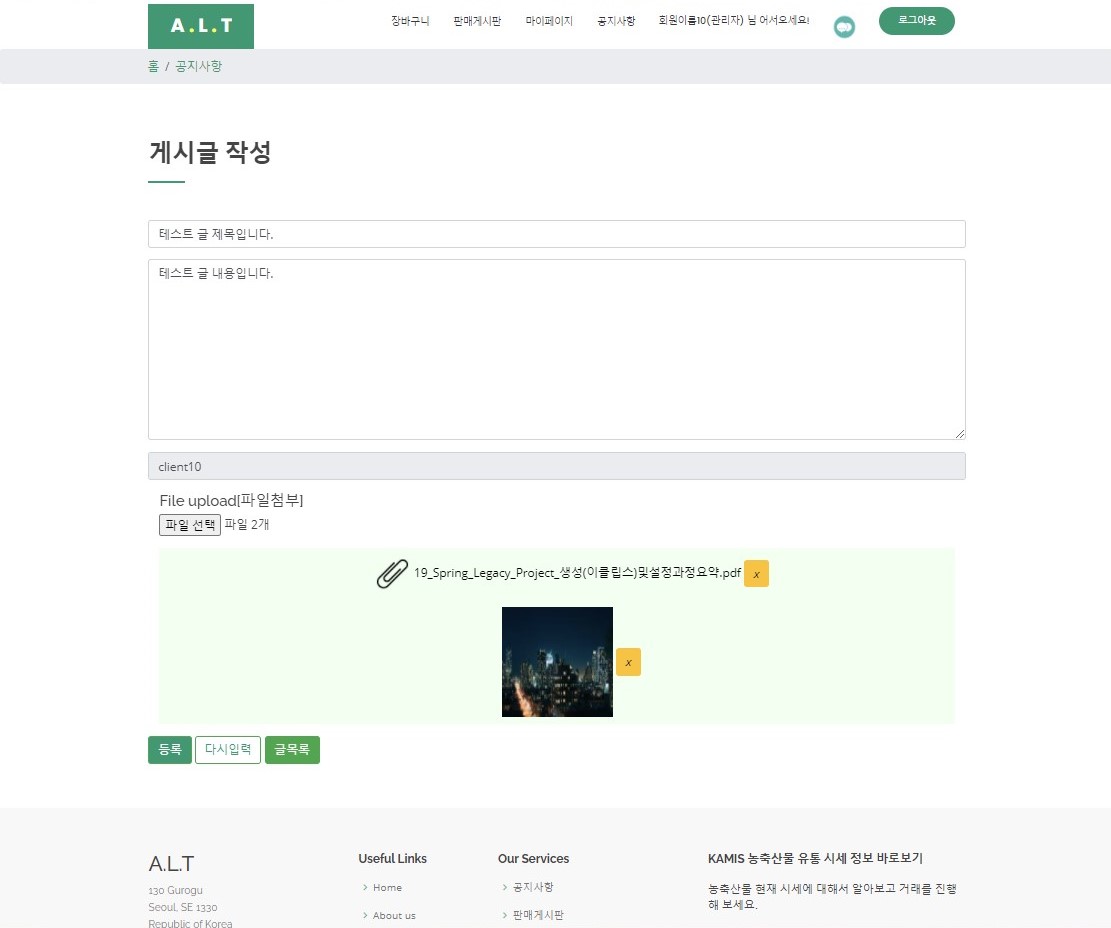 A.L.T
장바구니 판매게시판 마이페이지 공지사항 회원이름10(관리자) 님 어서오세요! 로그아웃
홈 / 공지사항
게시글 작성
테스트 글 제목입니다.
테스트 글 내용입니다.
client10
File upload[파일첨부]
파일 선택 파일 2개
19_Spring_Legacy_Project_생성(이클립스)및설정과정요약.pdf x
x
등록 다시입력 글목록
A.L.T
130 Gurogu
Seoul, SE 1330
Republic of Korea
Useful Links
Home
About us
Our Services
공지사항
판매게시판
KAMIS 농축산물 유통 시세 정보 바로보기
농축산물 현재 시세에 대해서 알아보고 거래를 진행
해 보세요.